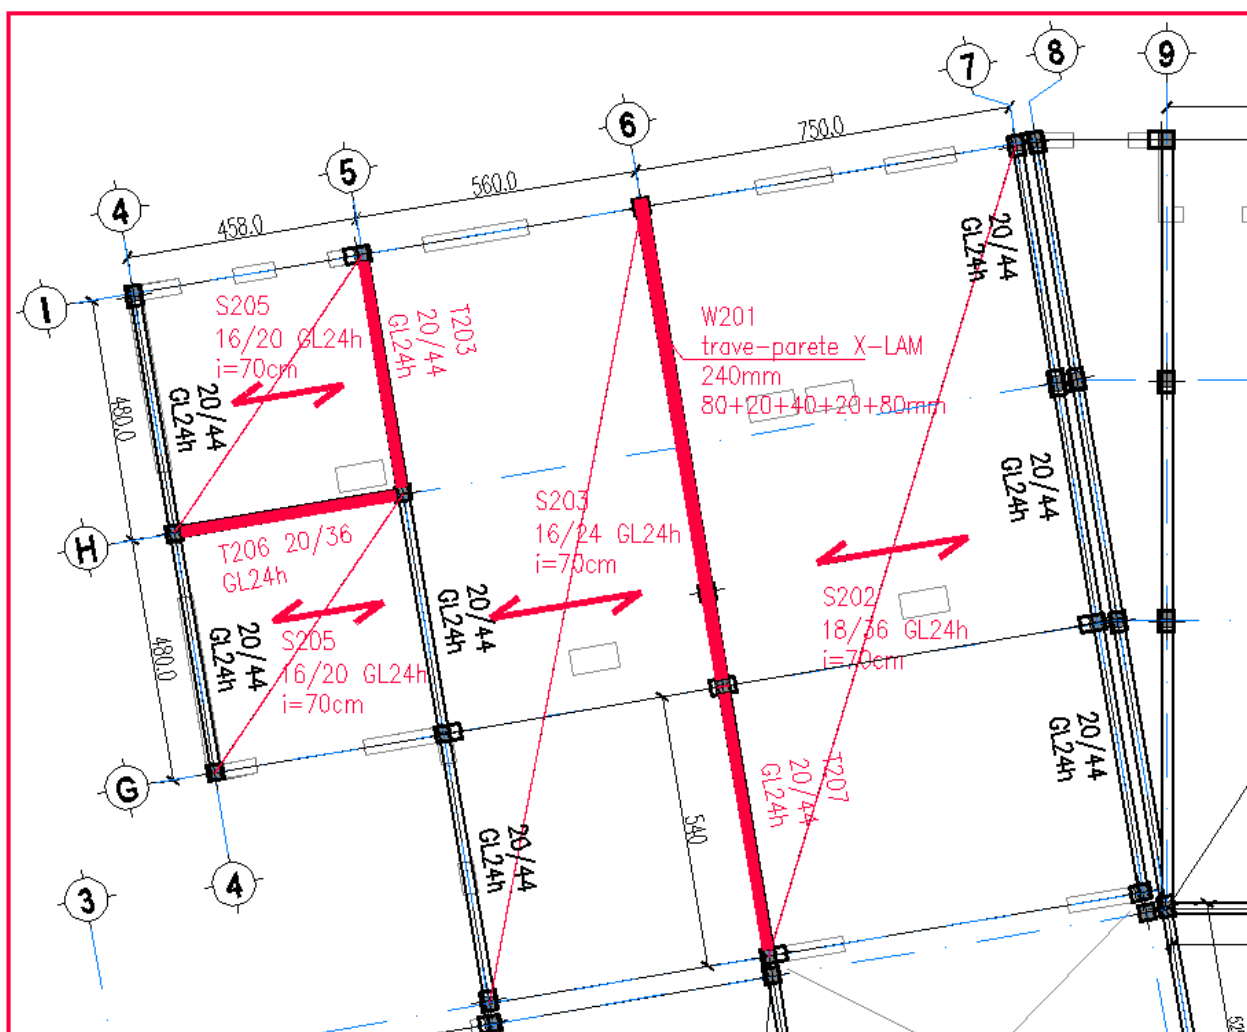 8
9
7
6
750.0
5
560.0
4
458.0
I
20/44
GL24h
S205
16/20 GL24h
i=70cm
T203
20/44
GL24h
W201
trave-parete X-LAM
240mm
80+20+40+20+80mm
20/44
GL24h
480.0
20/44
GL24h
S203
16/24 GL24h
i=70cm
H
T206 20/36
GL24h
S202
18/36 GL24h
i=70cm
20/44
GL24h
S205
16/20 GL24h
i=70cm
20/44
GL24h
480.0
20/44
GL24h
G
T207
20/44
GL24h
540
20/44
GL24h
4
3